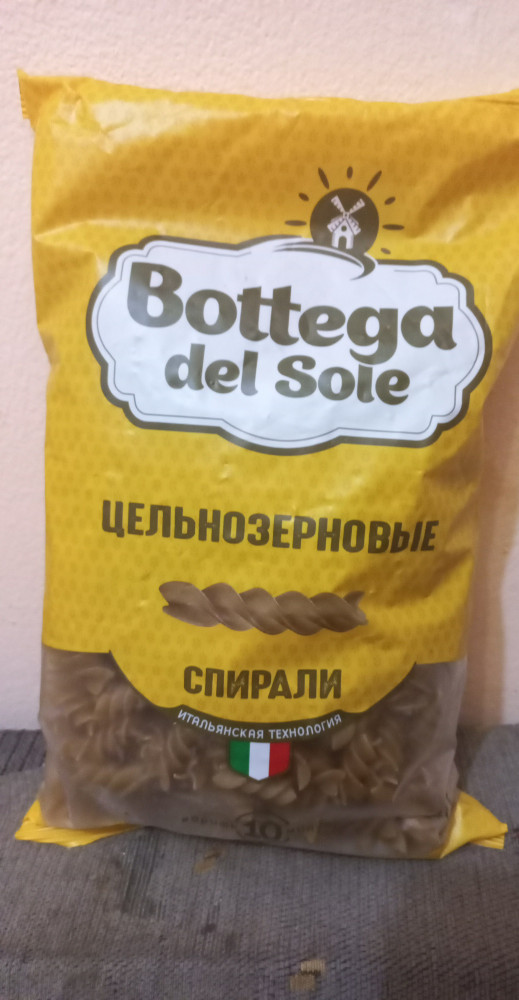 Bottega
del Sole
ЦЕЛЬНОЗЕРНОВЫЕ
СПИРАЛИ
ИТАЛЬЯНСКАЯ ТЕХНОЛОГИЯ
10